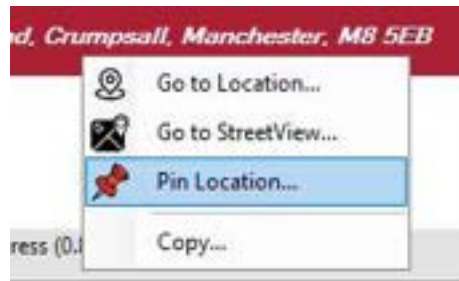 d, Crumpsall, Manchester, M8 5EB
Go to Location...
Go to StreetView...
Pin Location...
Copy...
ress (0.